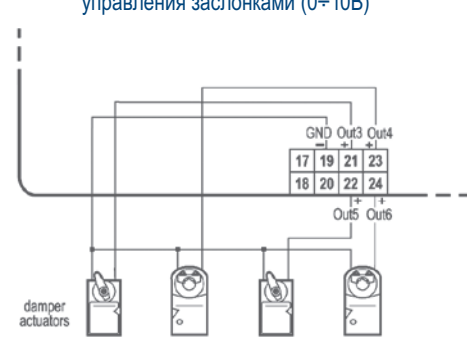 управления заслонками (0÷10В)
GND Out3 Out4
− + +
17 19 21 23
18 20 22 24
+ +
Out5 Out6
damper
actuators